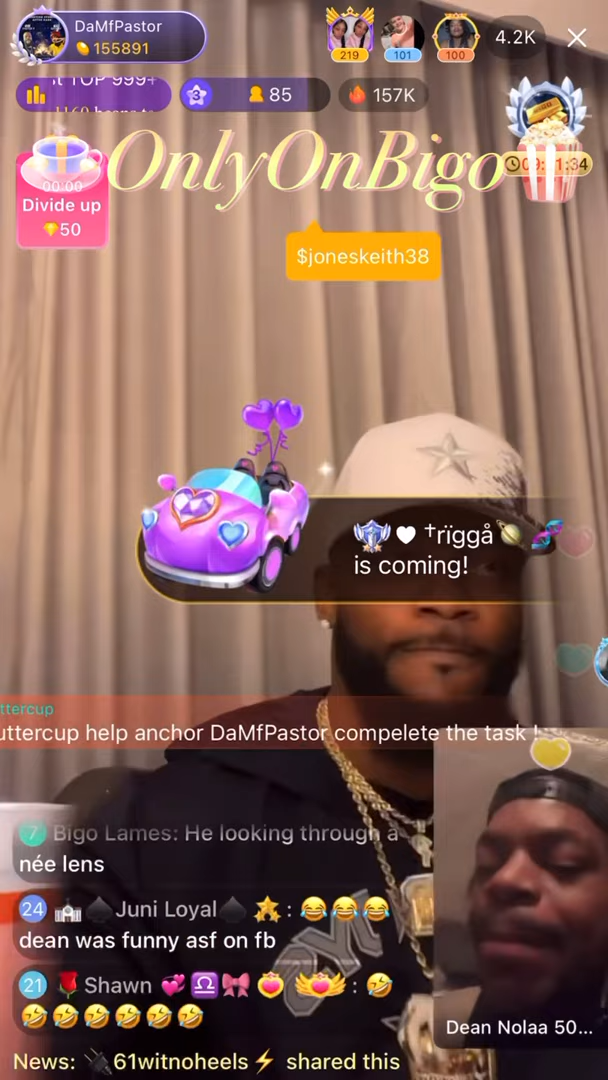 DaMfPastor
155891
219
101
100
4.2K
st TOP 999+
3
85
157K
00:00
Divide up
50
OnlyOnBigo
$joneskeith38
†rïggå
is coming!
ttercup
uttercup help anchor DaMfPastor compelete the task !
7 Bigo Lames: He looking through a
née lens
24 Juni Loyal :
dean was funny asf on fb
21 Shawn :
Dean Nolaa 50...
News: 61witnoheels shared this